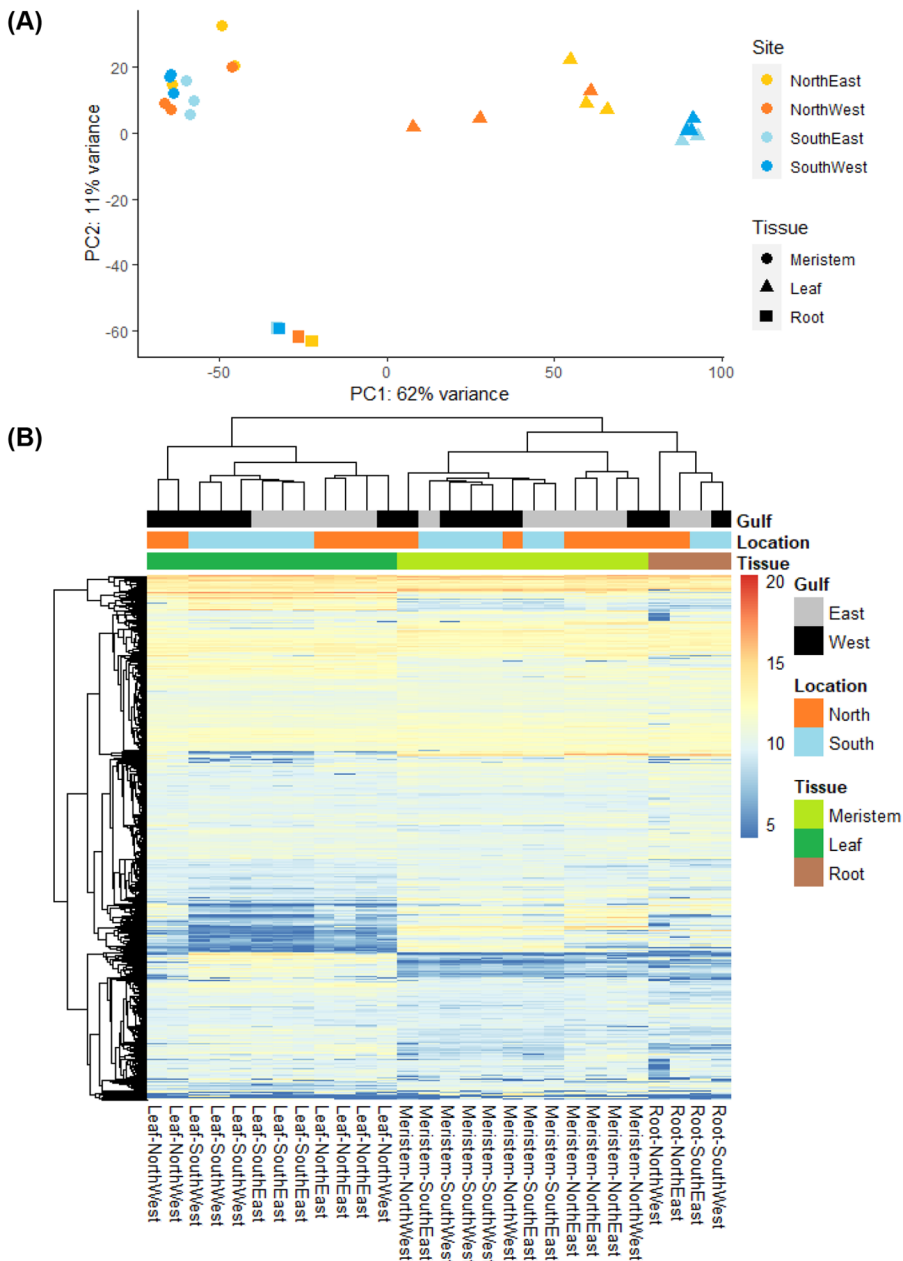 (A)
20
0
-20
-40
-60
PC2: 11% variance
-50
0
50
100
PC1: 62% variance
Site
NorthEast
NorthWest
SouthEast
SouthWest
Tissue
Meristem
Leaf
Root
(B)
Gulf
Location
Tissue
20
15
10
5
Gulf
East
West
Location
North
South
Tissue
Meristem
Leaf
Root
Leaf-NorthWest
Leaf-NorthWest
Leaf-SouthWest
Leaf-SouthWest
Leaf-SouthWest
Leaf-SouthEast
Leaf-SouthEast
Leaf-SouthEast
Leaf-NorthEast
Leaf-NorthEast
Leaf-NorthEast
Leaf-NorthWest
Meristem-NorthWest
Meristem-SouthEast
Meristem-SouthWest
Meristem-SouthWest
Meristem-SouthWest
Meristem-NorthWest
Meristem-SouthEast
Meristem-SouthEast
Meristem-NorthEast
Meristem-NorthEast
Meristem-NorthEast
Meristem-NorthWest
Root-NorthWest
Root-NorthEast
Root-SouthEast
Root-SouthWest